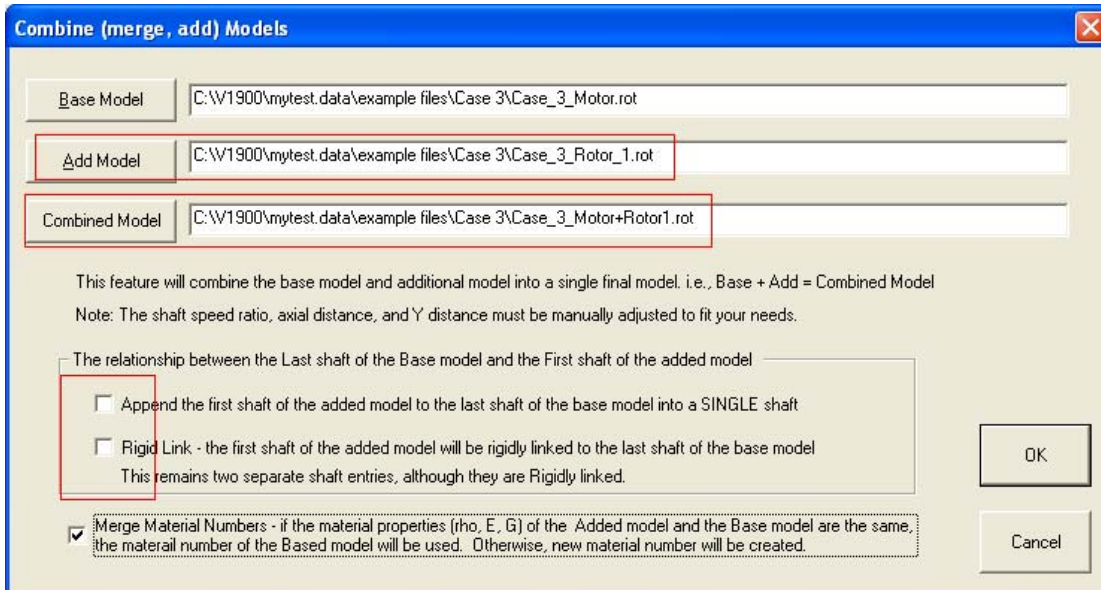 Combine (merge, add) Models
Base Model C:\V1900\mytest.data\example files\Case 3\Case_3_Motor.rot
Add Model C:\V1900\mytest.data\example files\Case 3\Case_3_Rotor_1.rot
Combined Model C:\V1900\mytest.data\example files\Case 3\Case_3_Motor+Rotor1.rot
This feature will combine the base model and additional model into a single final model. i.e., Base + Add = Combined Model
Note: The shaft speed ratio, axial distance, and Y distance must be manually adjusted to fit your needs.
The relationship between the Last shaft of the Base model and the First shaft of the added model
Append the first shaft of the added model to the last shaft of the base model into a SINGLE shaft
Rigid Link - the first shaft of the added model will be rigidly linked to the last shaft of the base model
This remains two separate shaft entries, although they are Rigidly linked.
OK
Merge Material Numbers - if the material properties (rho, E, G) of the Added model and the Base model are the same,
the materail number of the Based model will be used. Otherwise, new material number will be created.
Cancel